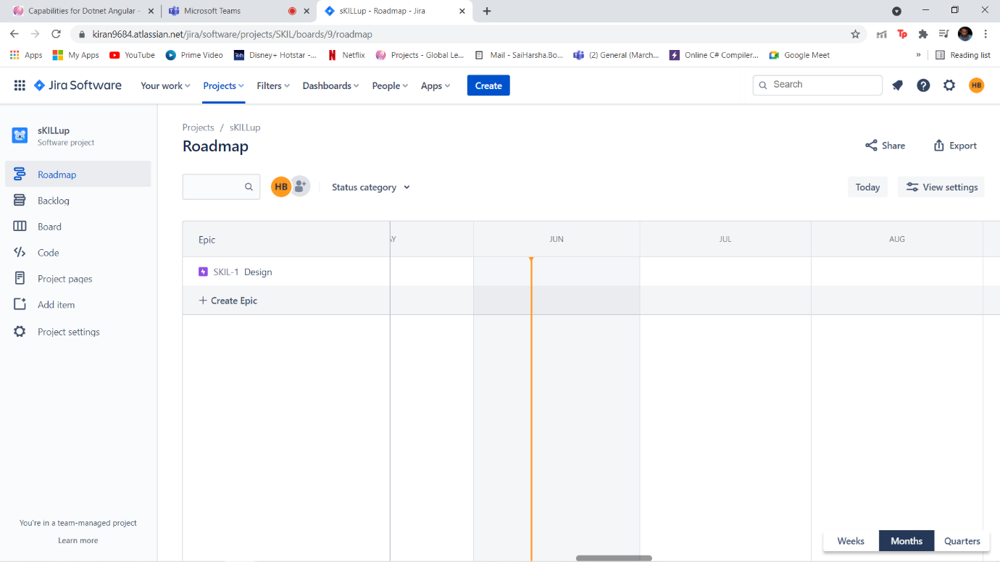 Capabilities for Dotnet Angular -
Microsoft Teams
sKILLup - Roadmap - Jira
kiran9684.atlassian.net/jira/software/projects/SKIL/boards/9/roadmap
Apps
My Apps
YouTube
Prime Video
Disney+ Hotstar -...
Netflix
Projects - Global Le...
Mail - SaiHarsha.Bo...
(2) General (March...
Online C# Compiler...
Google Meet
»
Reading list
Jira Software
Your work
Projects
Filters
Dashboards
People
Apps
Create
Search
HB
sKILLup
Software project
Roadmap
Backlog
Board
Code
Project pages
Add item
Project settings
You're in a team-managed project
Learn more
Projects / sKILLup
Roadmap
Share
Export
HB
Status category
Today
View settings
Epic
AY
JUN
JUL
AUG
SKIL-1 Design
+ Create Epic
Weeks
Months
Quarters